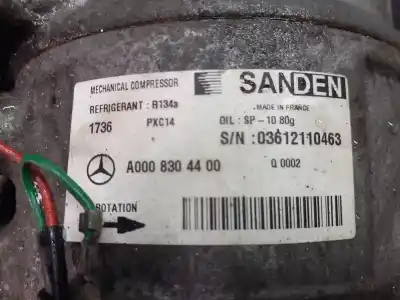 MECHANICAL COMPRESSOR
SANDEN
REFRIGERANT : R134a
MADE IN FRANCE
1736 PXC14
OIL : SP - 10 80g
S/N : 03612110463
A000 830 44 00
Q 0002
ROTATION